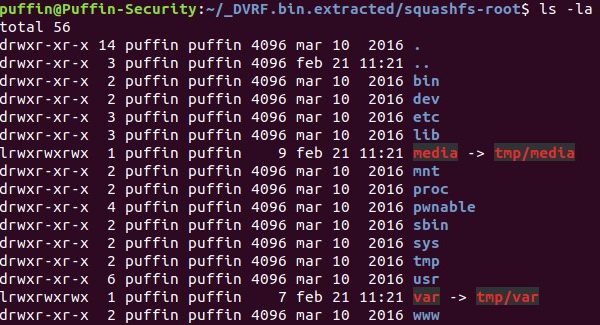 puffin@Puffin-Security:~/_DVRF.bin.extracted/squashfs-root$ ls -la
total 56
drwxr-xr-x 14 puffin puffin 4096 mar 10  2016 .
drwxr-xr-x  3 puffin puffin 4096 feb 21 11:21 ..
drwxr-xr-x  2 puffin puffin 4096 mar 10  2016 bin
drwxr-xr-x  2 puffin puffin 4096 mar 10  2016 dev
drwxr-xr-x  3 puffin puffin 4096 mar 10  2016 etc
drwxr-xr-x  3 puffin puffin 4096 mar 10  2016 lib
lrwxrwxrwx  1 puffin puffin    9 feb 21 11:21 media -> tmp/media
drwxr-xr-x  2 puffin puffin 4096 mar 10  2016 mnt
drwxr-xr-x  2 puffin puffin 4096 mar 10  2016 proc
drwxr-xr-x  4 puffin puffin 4096 mar 10  2016 pwnable
drwxr-xr-x  2 puffin puffin 4096 mar 10  2016 sbin
drwxr-xr-x  2 puffin puffin 4096 mar 10  2016 sys
drwxr-xr-x  2 puffin puffin 4096 mar 10  2016 tmp
drwxr-xr-x  6 puffin puffin 4096 mar 10  2016 usr
lrwxrwxrwx  1 puffin puffin    7 feb 21 11:21 var -> tmp/var
drwxr-xr-x  2 puffin puffin 4096 mar 10  2016 www